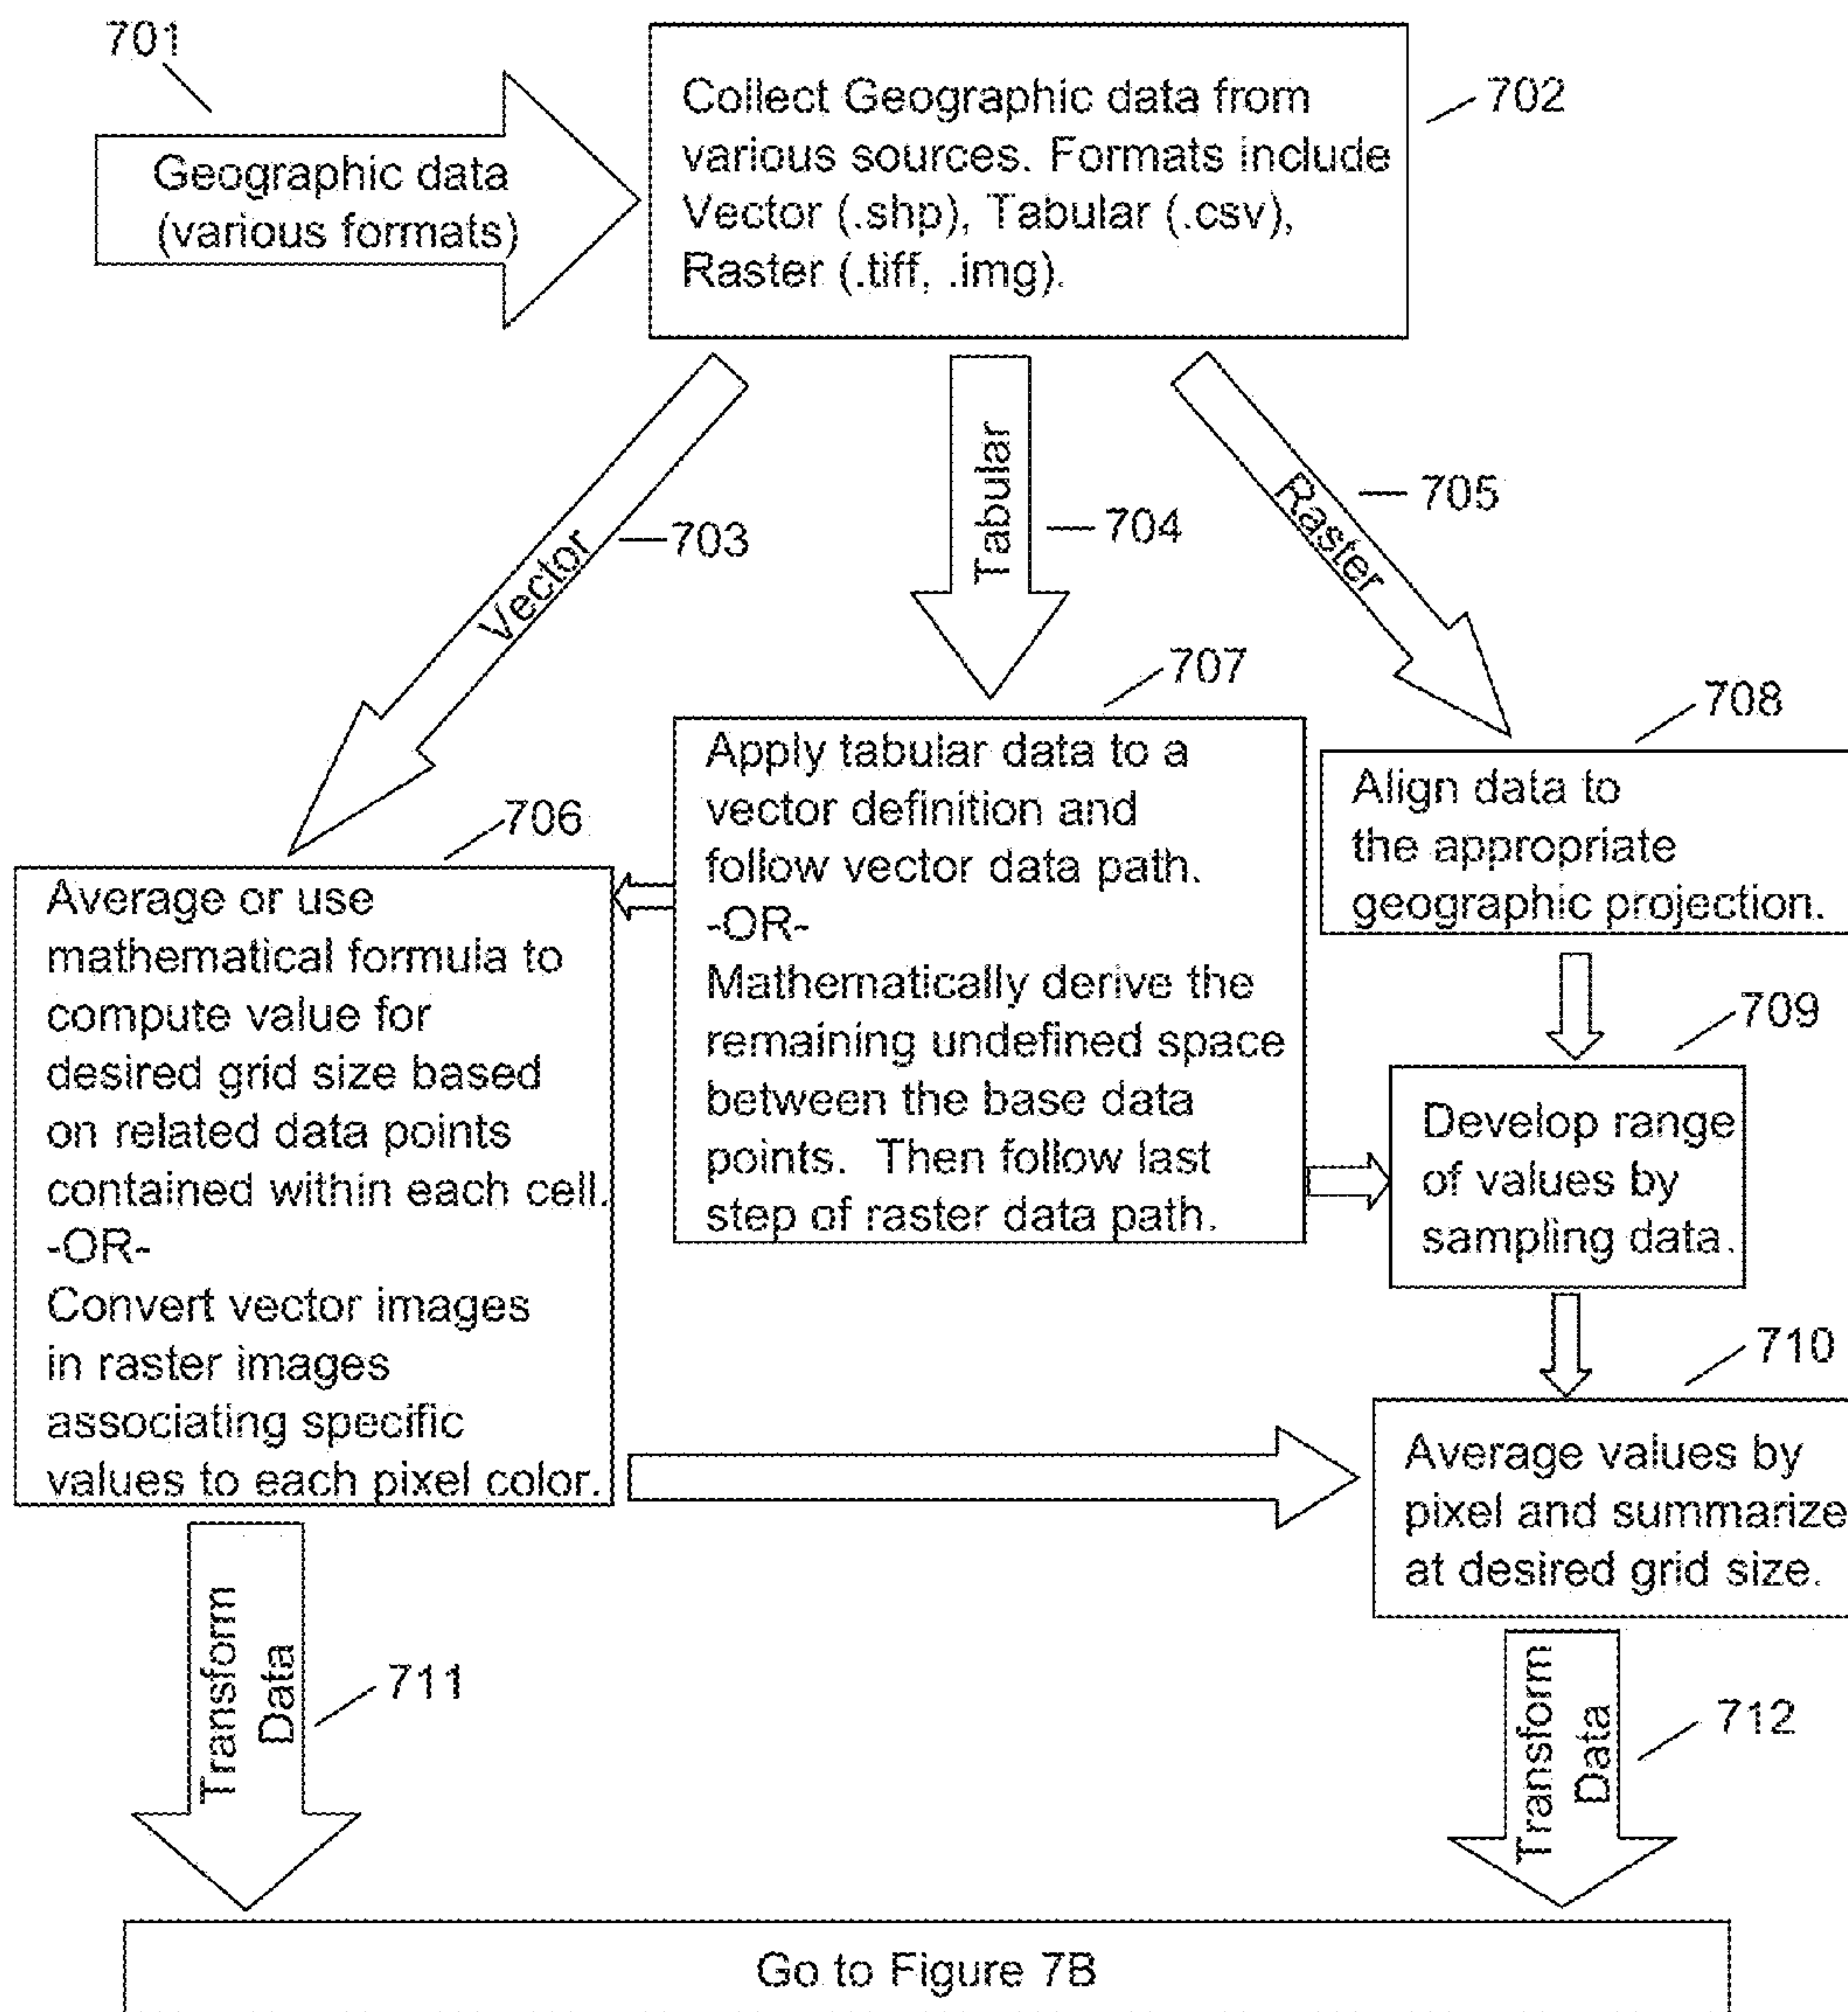 701
Geographic data
(various formats)
Collect Geographic data from
various sources. Formats include
Vector (.shp), Tabular (.csv),
Raster (.tiff, .img).
702
Vector
703
Tabular
704
Raster
705
706
Average or use
mathematical formula to
compute value for
desired grid size based
on related data points
contained within each cell.
-OR-
Convert vector images
in raster images
associating specific
values to each pixel color.
707
Apply tabular data to a
vector definition and
follow vector data path.
-OR-
Mathematically derive the
remaining undefined space
between the base data
points. Then follow last
step of raster data path.
708
Align data to
the appropriate
geographic projection.
709
Develop range
of values by
sampling data.
710
Average values by
pixel and summarize
at desired grid size.
Transform
Data
711
Transform
Data
712
Go to Figure 7B